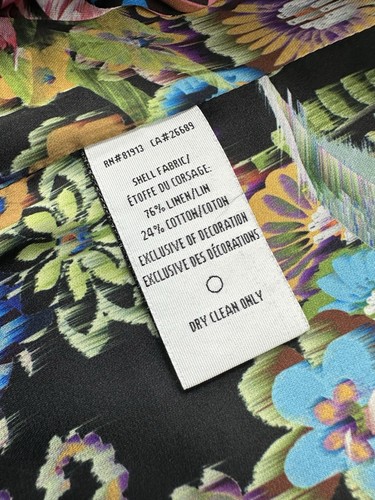 RN#81913 CA#26689
SHELL FABRIC/
ÉTOFFE DU CORSAGE:
76% LINEN/LIN
24% COTTON/COTON
EXCLUSIVE OF DECORATION
EXCLUSIVE DES DÉCORATIONS
DRY CLEAN ONLY